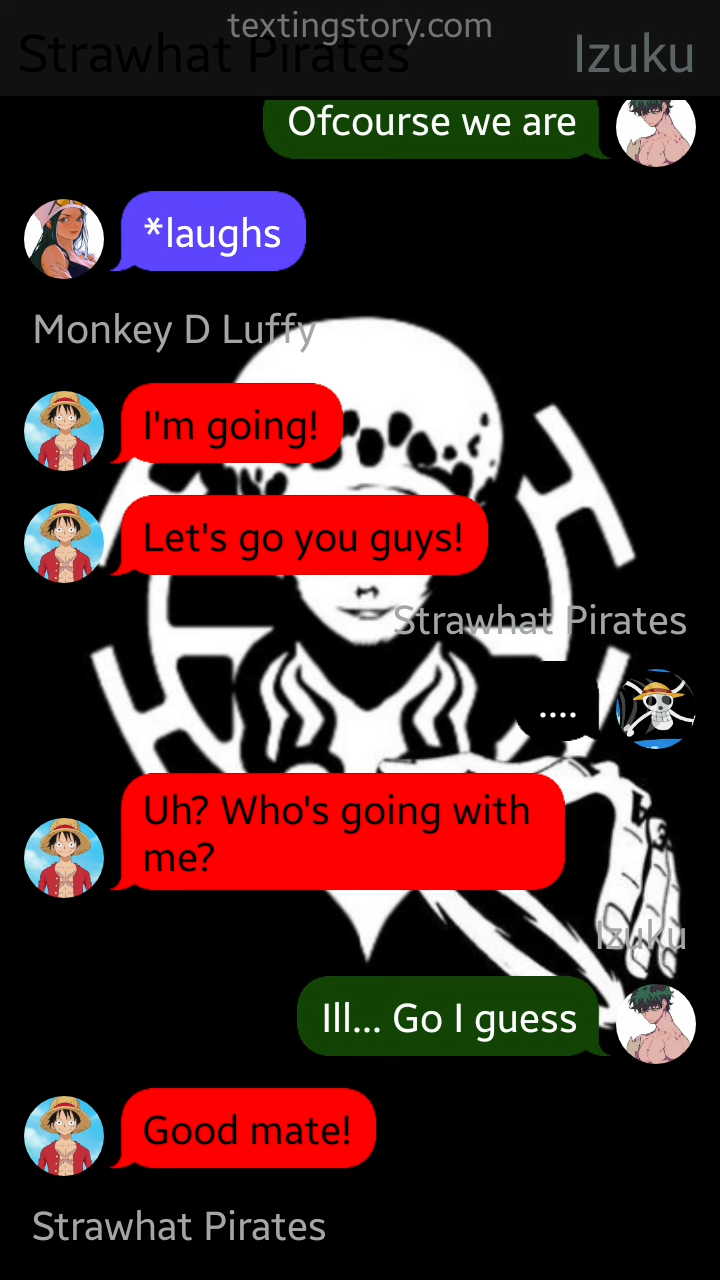 textingstory.com
Strawhat Pirates
Izuku
Ofcourse we are
*laughs
Monkey D Luffy
I'm going!
Let's go you guys!
Strawhat Pirates
....
Uh? Who's going with
me?
Izuku
Ill... Go I guess
Good mate!
Strawhat Pirates